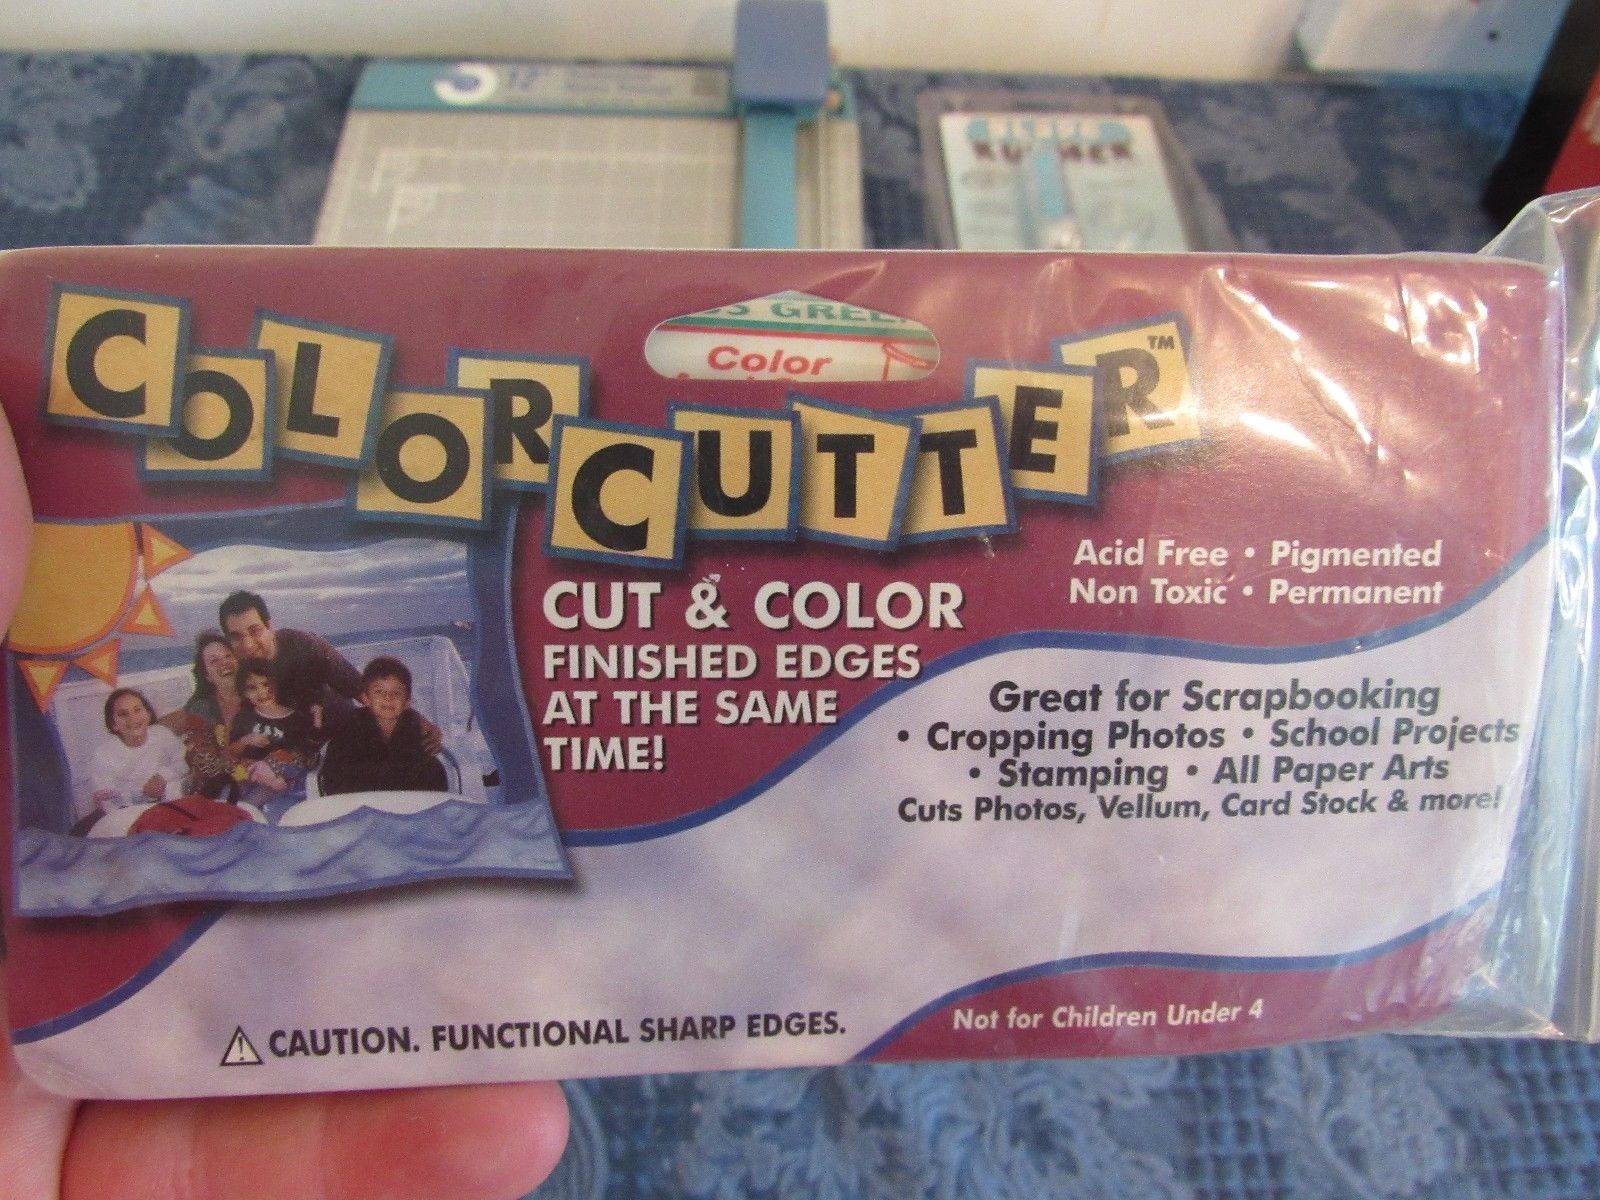 12"
GREE
Color
COLOR CUTTER™
CUT & COLOR
FINISHED EDGES
AT THE SAME
TIME!
Acid Free • Pigmented
Non Toxic • Permanent
Great for Scrapbooking
• Cropping Photos • School Projects
• Stamping • All Paper Arts
Cuts Photos, Vellum, Card Stock & more!
CAUTION. FUNCTIONAL SHARP EDGES.
Not for Children Under 4